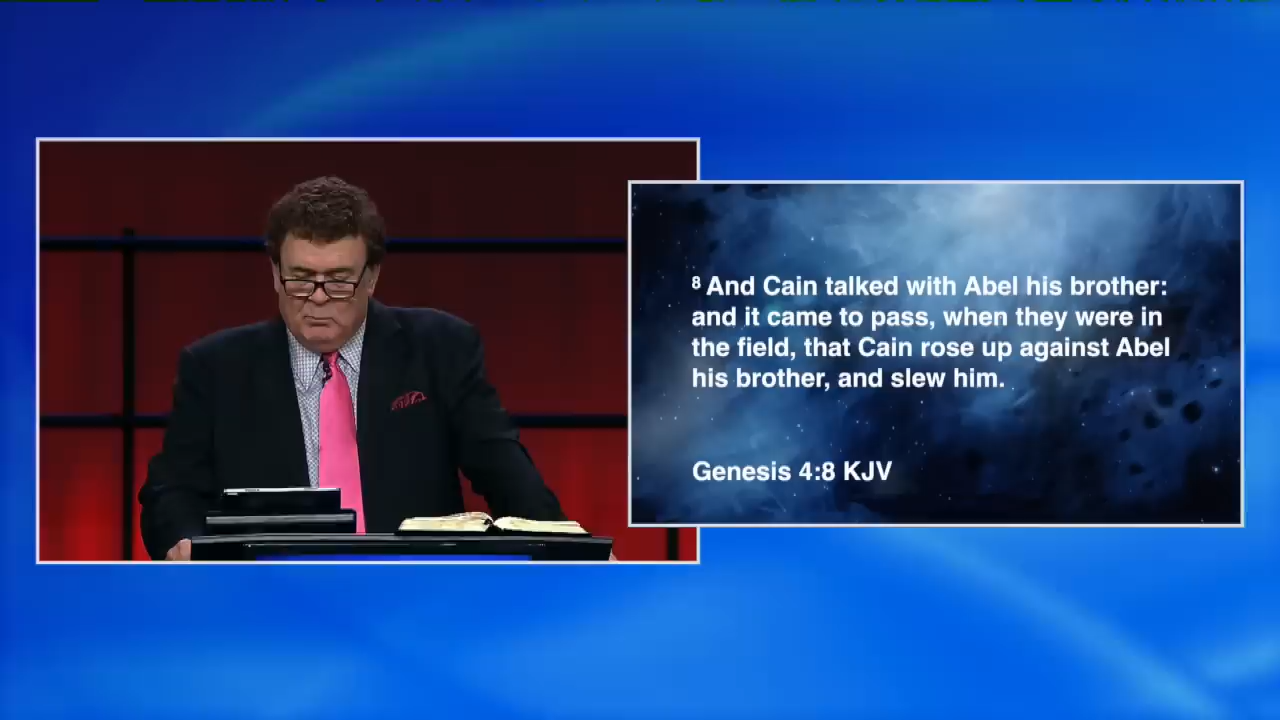 8 And Cain talked with Abel his brother:
and it came to pass, when they were in
the field, that Cain rose up against Abel
his brother, and slew him.
Genesis 4:8 KJV